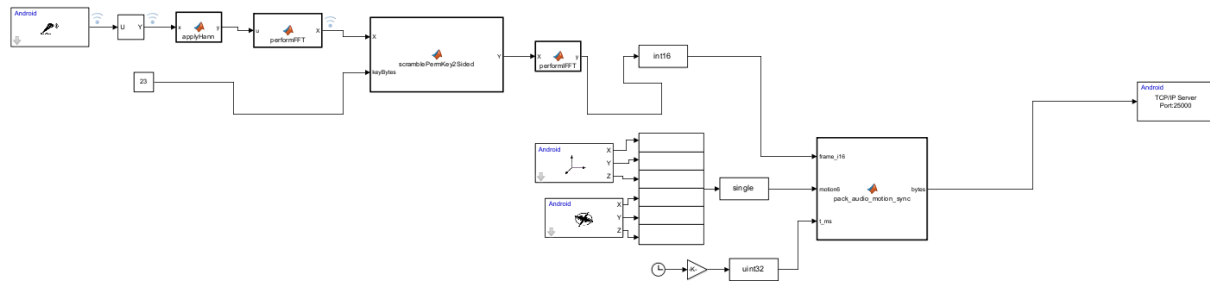 Android
U Y
x y
applyHann
u X
performFFT
X
keyBytes
Y
scramblePermKey2Sided
23
X y
performIFFT
int16
Android
X
Y
Z
Android
X
Y
Z
single
-K-
uint32
frame_i16
motion6
t_ms
bytes
pack_audio_motion_sync
Android
TCP/IP Server
Port:25000